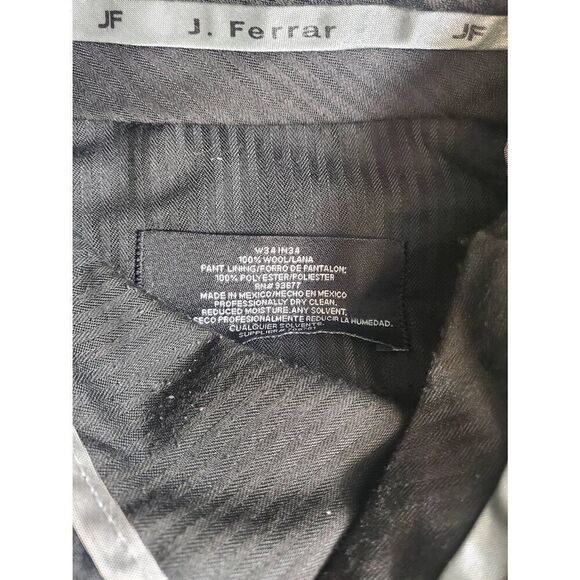 JF J. Ferrar JF
W34 IN34
100% WOOL/LANA
PANT LINING/FORRO DE PANTALON;
100% POLYESTER/POLIESTER
RN# 93677
MADE IN MEXICO/HECHO EN MEXICO
PROFESSIONALLY DRY CLEAN,
REDUCED MOISTURE, ANY SOLVENT.
SECO PROFESIONALMENTE REDUCIR LA HUMEDAD.
CUALQUIER SOLVENTE.
SUPPLIER#